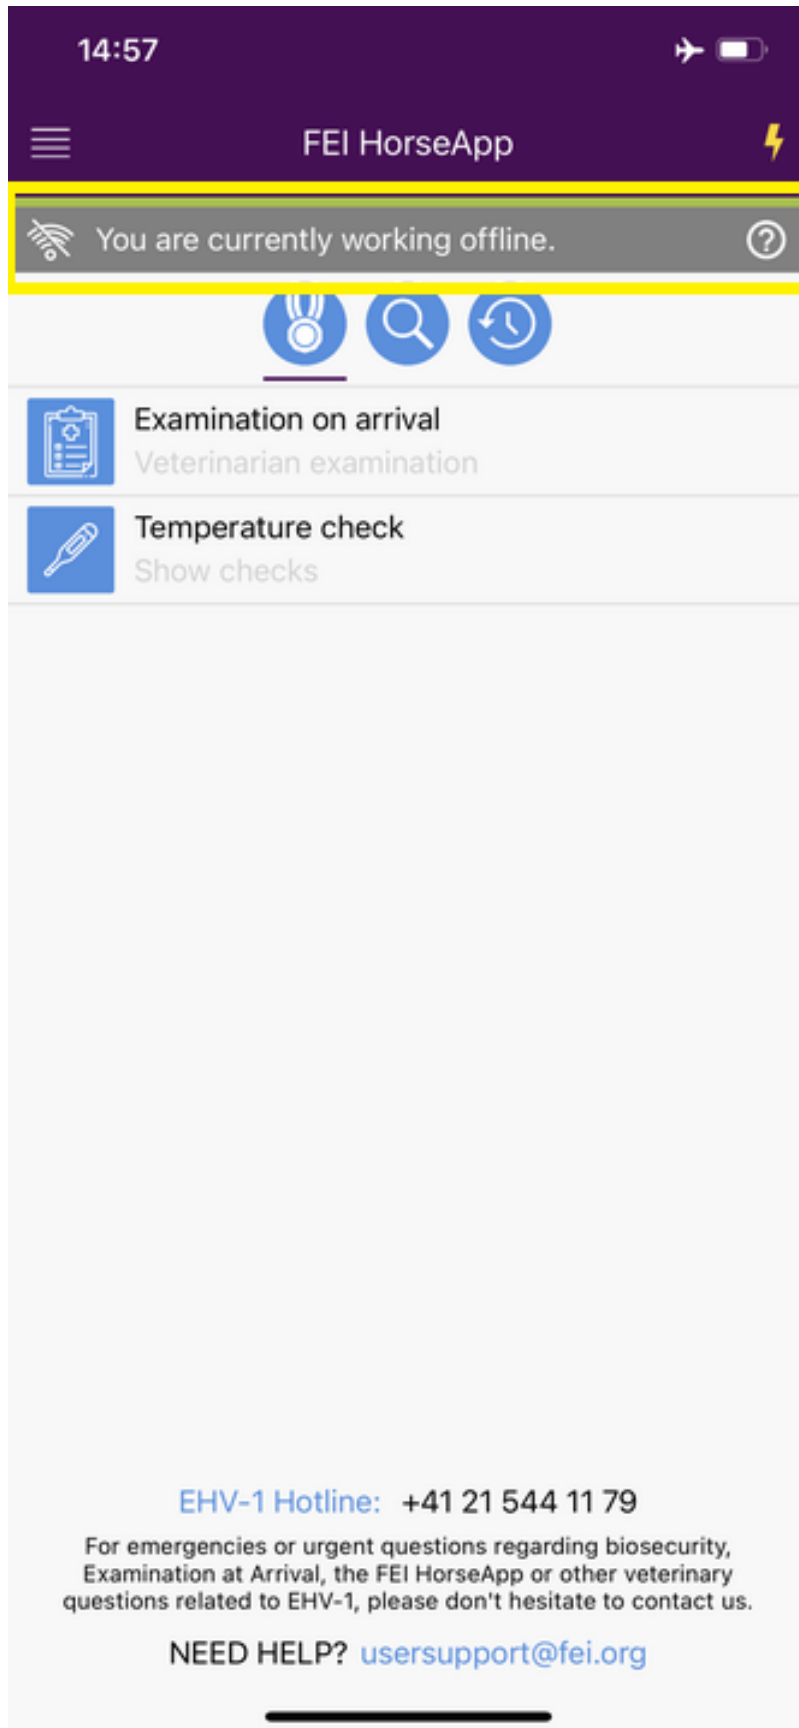 14:57
FEI HorseApp
You are currently working offline.
Examination on arrival
Veterinarian examination
Temperature check
Show checks
EHV-1 Hotline: +41 21 544 11 79
For emergencies or urgent questions regarding biosecurity,
Examination at Arrival, the FEI HorseApp or other veterinary
questions related to EHV-1, please don't hesitate to contact us.
NEED HELP? usersupport@fei.org